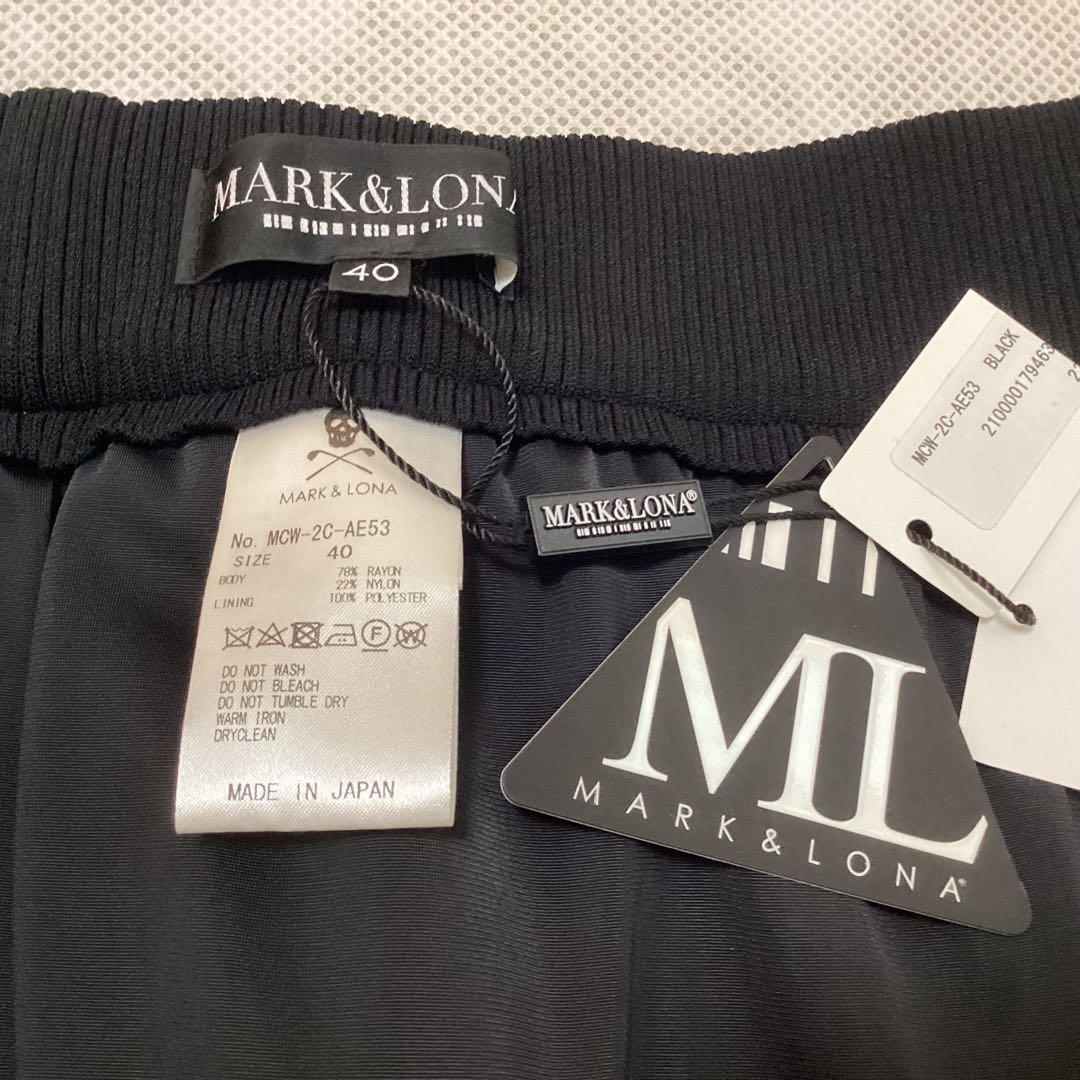 MARK&LONA
40
MARK & LONA
No. MCW-2C-AE53
SIZE 40
BODY 78% RAYON
22% NYLON
LINING 100% POLYESTER
F
W
DO NOT WASH
DO NOT BLEACH
DO NOT TUMBLE DRY
WARM IRON
DRYCLEAN
MADE IN JAPAN
MARK&LONA®
MCW-2C-AE53 BLACK
210000179463
ML
MARK & LONA®